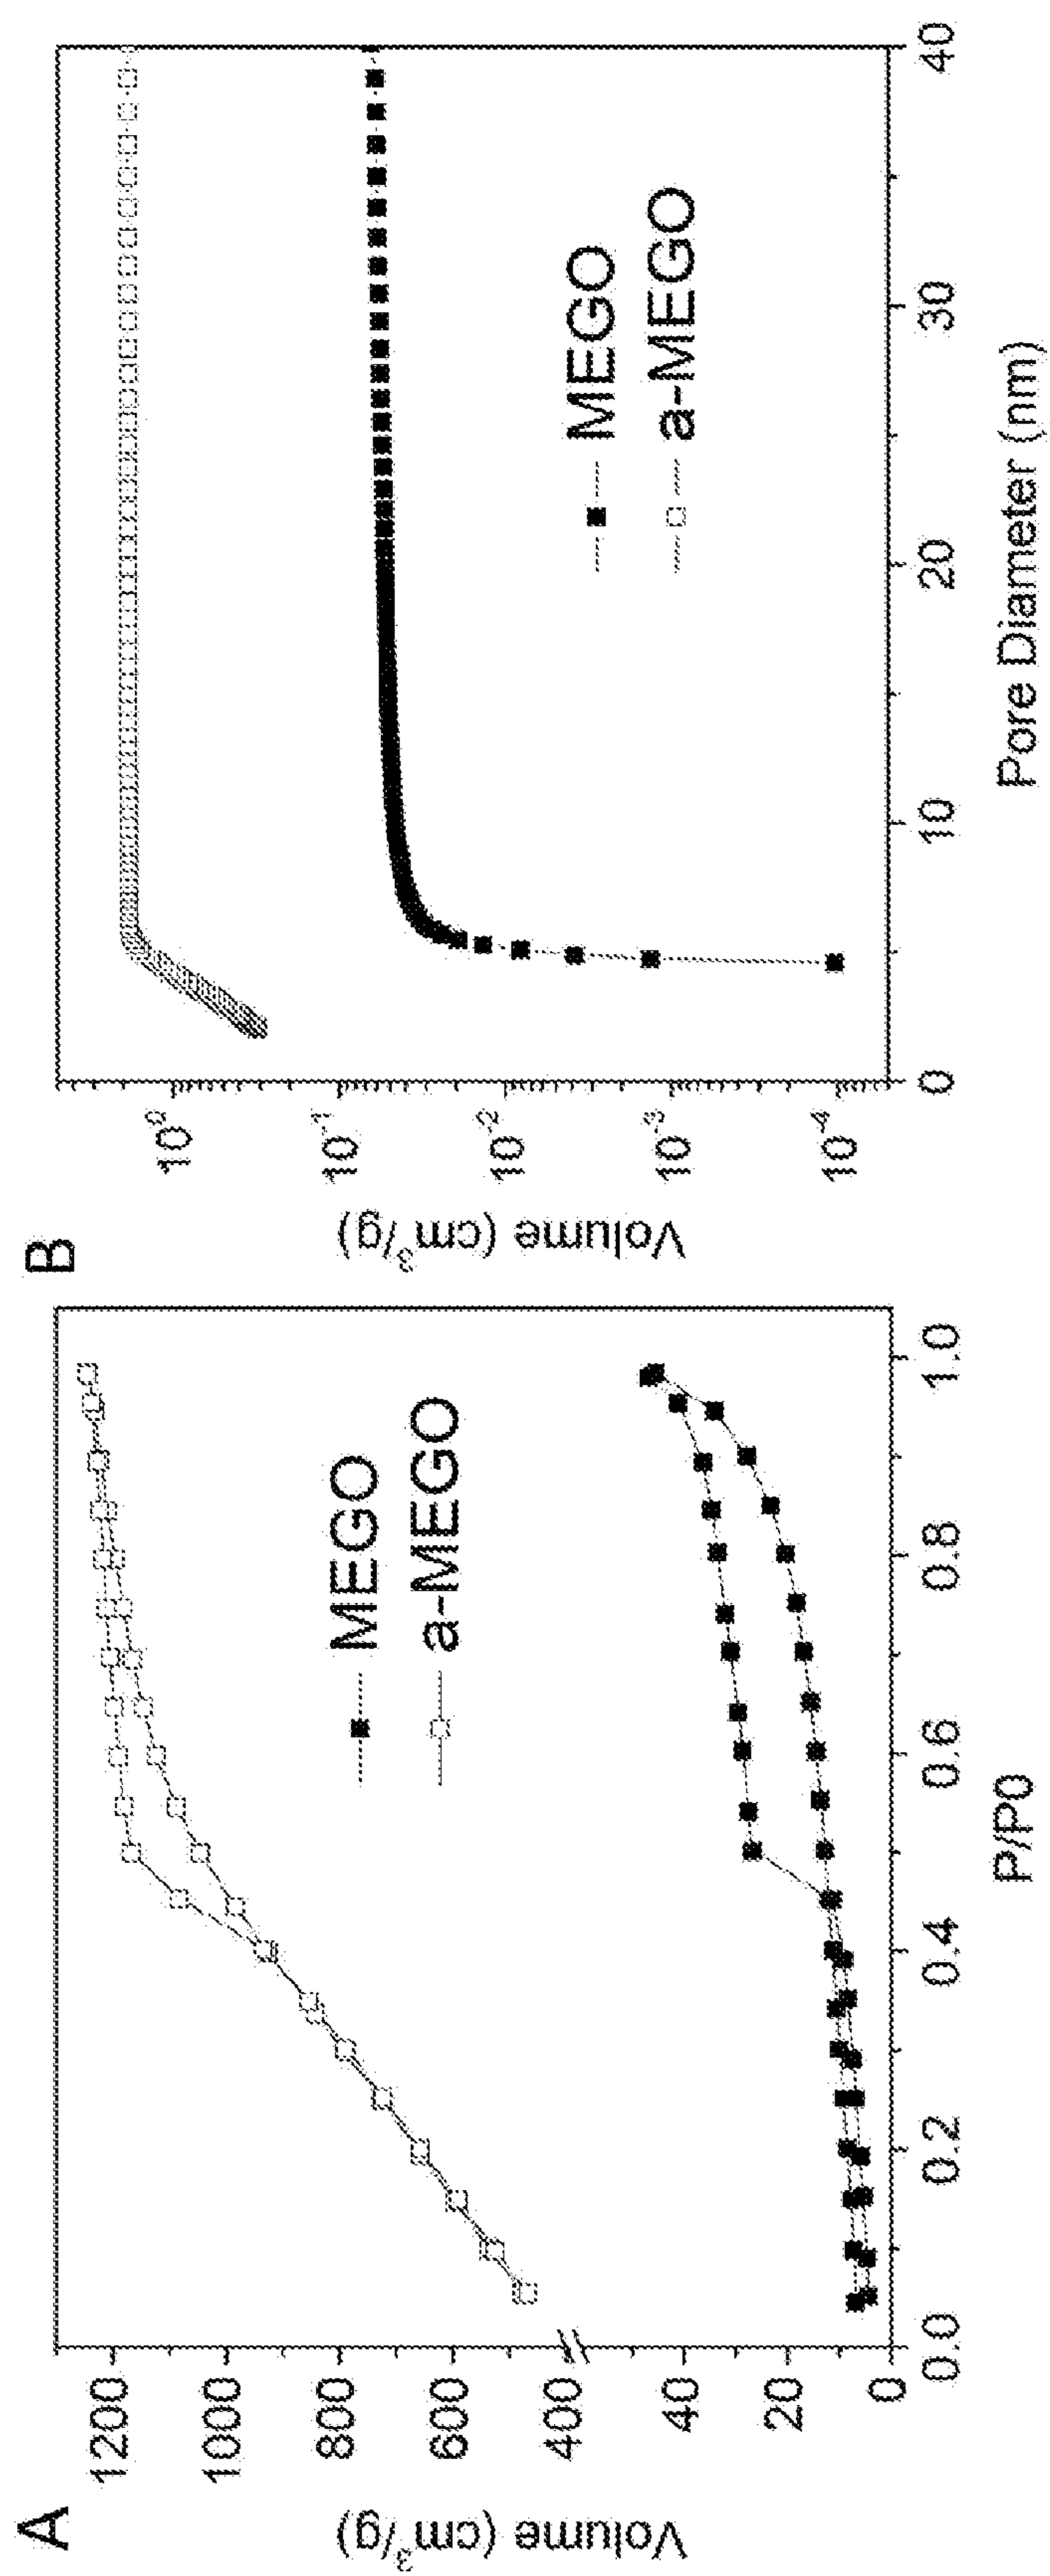 A
Volume (cm³/g)
1200
1000
800
600
400
40
20
0
0.0
0.2
0.4
0.6
0.8
1.0
P/P0
MEGO
a-MEGO
B
Volume (cm³/g)
10⁰
10⁻¹
10⁻²
10⁻³
10⁻⁴
0
10
20
30
40
Pore Diameter (nm)
MEGO
a-MEGO